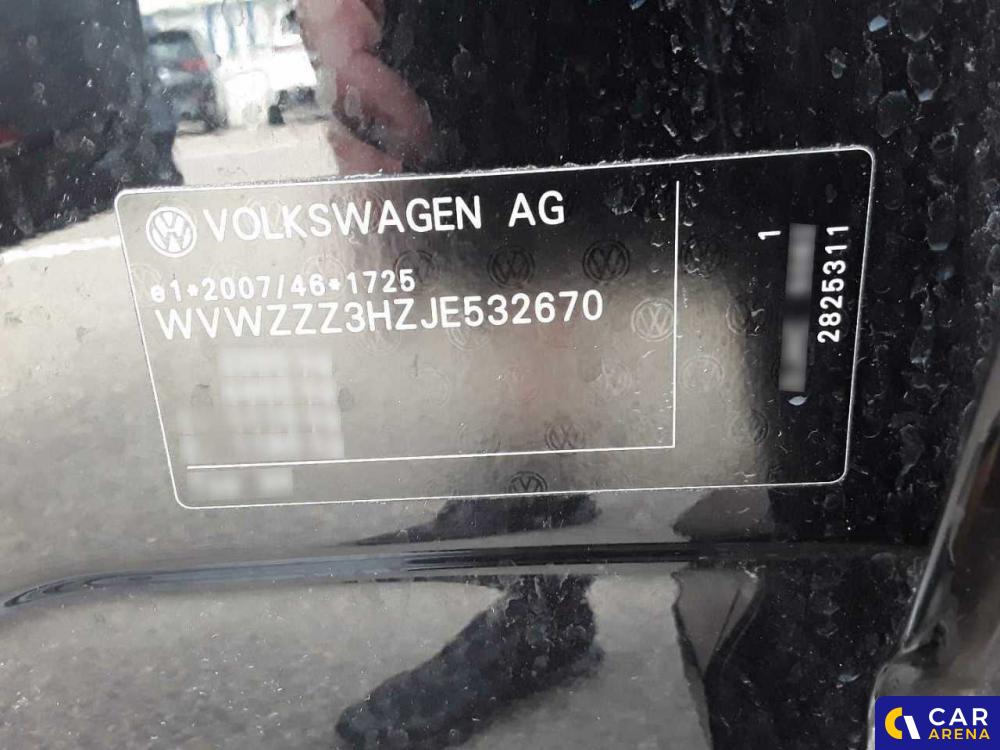 VOLKSWAGEN AG
e1*2007/46*1725
WVWZZZ3HZJE532670
1
2825311
CAR
ARENA